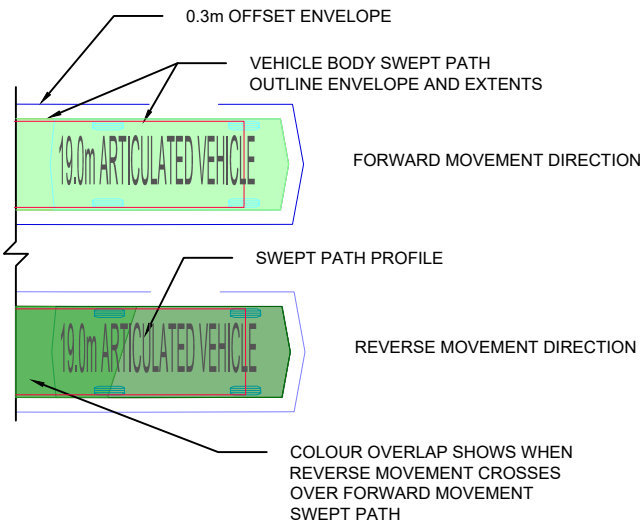 0.3m OFFSET ENVELOPE
VEHICLE BODY SWEPT PATH
OUTLINE ENVELOPE AND EXTENTS
19.0m ARTICULATED VEHICLE
FORWARD MOVEMENT DIRECTION
SWEPT PATH PROFILE
19.0m ARTICULATED VEHICLE
REVERSE MOVEMENT DIRECTION
COLOUR OVERLAP SHOWS WHEN
REVERSE MOVEMENT CROSSES
OVER FORWARD MOVEMENT
SWEPT PATH